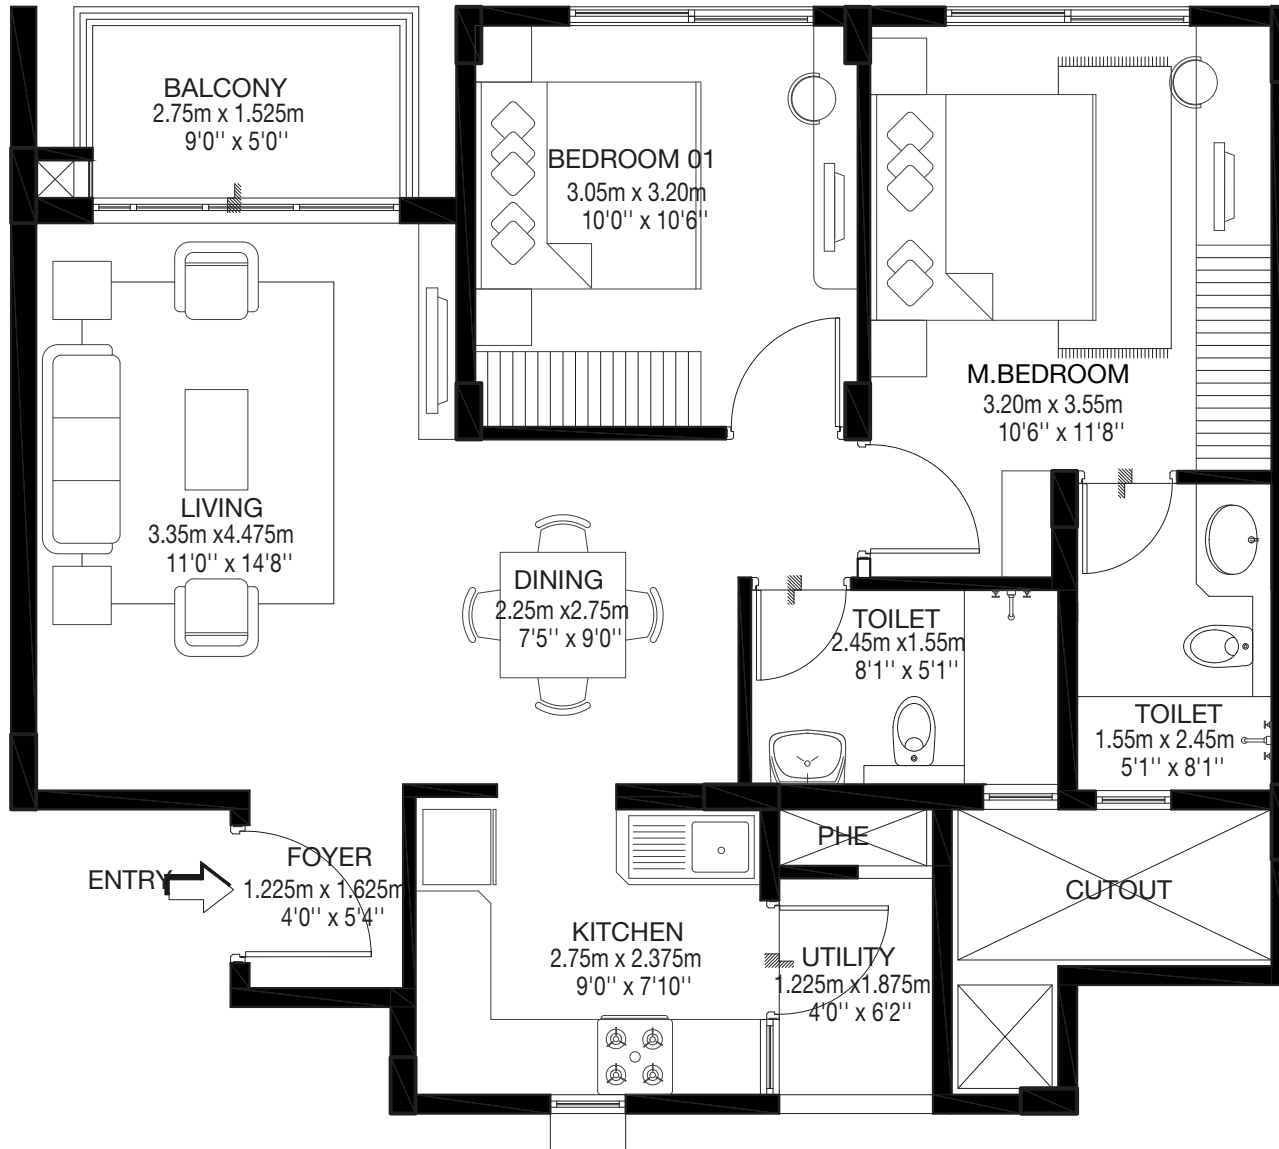 BALCONY
2.75m x 1.525m
9'0'' x 5'0''
BEDROOM 01
3.05m x 3.20m
10'0'' x 10'6''
M.BEDROOM
3.20m x 3.55m
10'6'' x 11'8''
LIVING
3.35m x4.475m
11'0'' x 14'8''
DINING
2.25m x2.75m
7'5'' x 9'0''
TOILET
2.45m x1.55m
8'1'' x 5'1''
TOILET
1.55m x 2.45m
5'1'' x 8'1''
ENTRY
FOYER
1.225m x 1.625m
4'0'' x 5'4''
KITCHEN
2.75m x 2.375m
9'0'' x 7'10''
PHE
UTILITY
1.225m x1.875m
4'0'' x 6'2''
CUTOUT